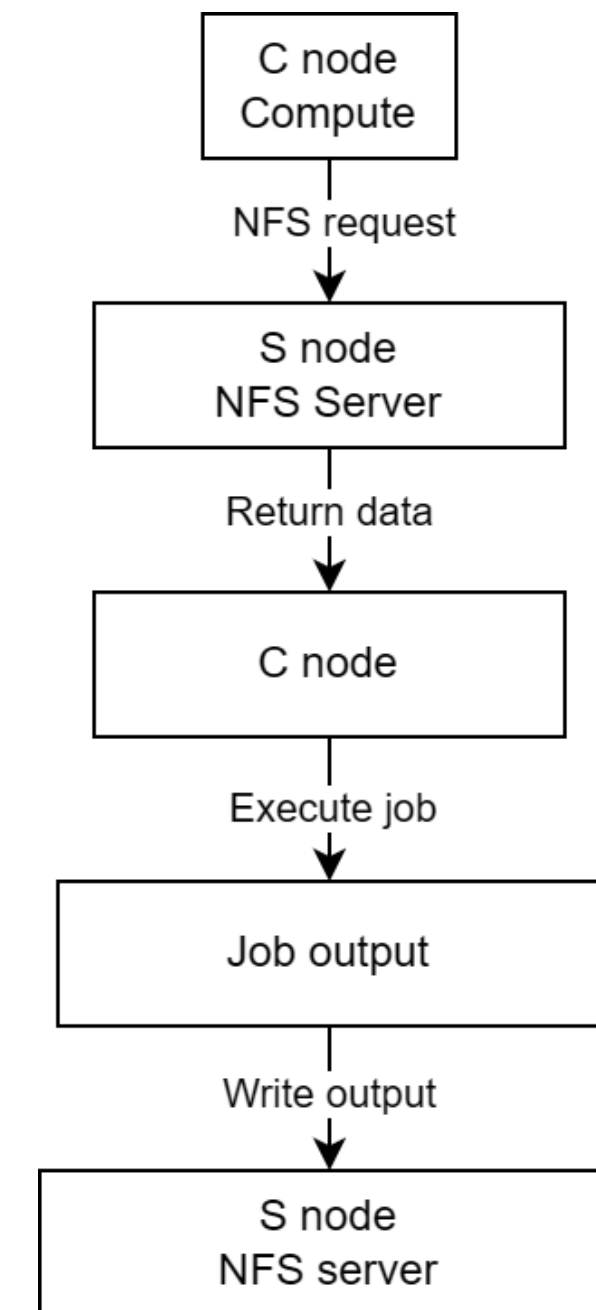 C node
Compute
NFS request
S node
NFS Server
Return data
C node
Execute job
Job output
Write output
S node
NFS server